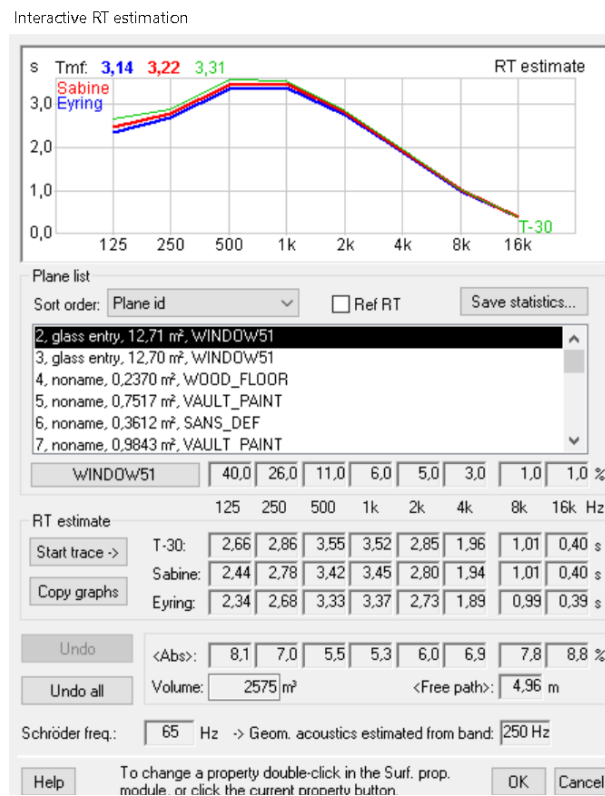 Interactive RT estimation
s Tmf: 3,14 3,22 3,31 RT estimate
Sabine
3,0 Eyring
2,0
1,0
0,0 T-30
125 250 500 1k 2k 4k 8k 16k
Plane list
Sort order: Plane id Ref RT Save statistics...
2, glass entry, 12,71 m², WINDOW51
3, glass entry, 12,70 m², WINDOW51
4, noname, 0,2370 m², WOOD_FLOOR
5, noname, 0,7517 m², VAULT_PAINT
6, noname, 0,3612 m², SANS_DEF
7, noname, 0,9843 m², VAULT PAINT
WINDOW51 40,0 26,0 11,0 6,0 5,0 3,0 1,0 1,0 %
125 250 500 1k 2k 4k 8k 16k Hz
RT estimate
Start trace -> T-30: 2,66 2,86 3,55 3,52 2,85 1,96 1,01 0,40 s
Sabine: 2,44 2,78 3,42 3,45 2,80 1,94 1,01 0,40 s
Copy graphs
Eyring: 2,34 2,68 3,33 3,37 2,73 1,89 0,99 0,39 s
Undo <Abs>: 8,1 7,0 5,5 5,3 6,0 6,9 7,8 8,8 %
Undo all Volume: 2575 m³ <Free path>: 4,96 m
Schröder freq.: 65 Hz -> Geom. acoustics estimated from band: 250 Hz
Help To change a property double-click in the Surf. prop. OK Cancel
module, or click the current property button.